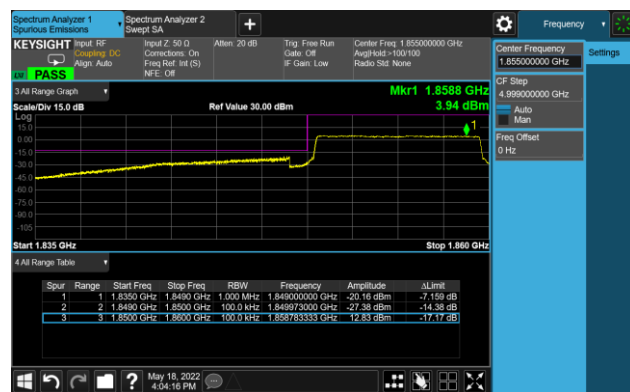 Spectrum Analyzer 1
Spurious Emissions
Spectrum Analyzer 2
Swept SA
Frequency
KEYSIGHT
Input: RF
Coupling: DC
Align: Auto
Input Z: 50 Ω
Corrections: On
Freq Ref: Int (S)
NFE: Off
Atten: 20 dB
Trig: Free Run
Gate: Off
IF Gain: Low
Center Freq: 1.855000000 GHz
Avg|Hold:>100/100
Radio Std: None
PASS
Center Frequency
1.855000000 GHz
Settings
CF Step
4.999000000 GHz
Auto
Man
Freq Offset
0 Hz
3 All Range Graph
Mkr1 1.8588 GHz
Scale/Div 15.0 dB
Ref Value 30.00 dBm
3.94 dBm
Log
1
15.0
0.00
-15.0
-30.0
-45.0
-60.0
-75.0
-90.0
-105
Start 1.835 GHz
Stop 1.860 GHz
4 All Range Table
Spur Range Start Freq Stop Freq RBW Frequency Amplitude ΔLimit
1 1 1.8350 GHz 1.8490 GHz 1.000 MHz 1.849000000 GHz -20.16 dBm -7.159 dB
2 2 1.8490 GHz 1.8500 GHz 100.0 kHz 1.849973000 GHz -27.38 dBm -14.38 dB
3 3 1.8500 GHz 1.8600 GHz 100.0 kHz 1.858783333 GHz 12.83 dBm -17.17 dB
May 18, 2022
4:04:16 PM